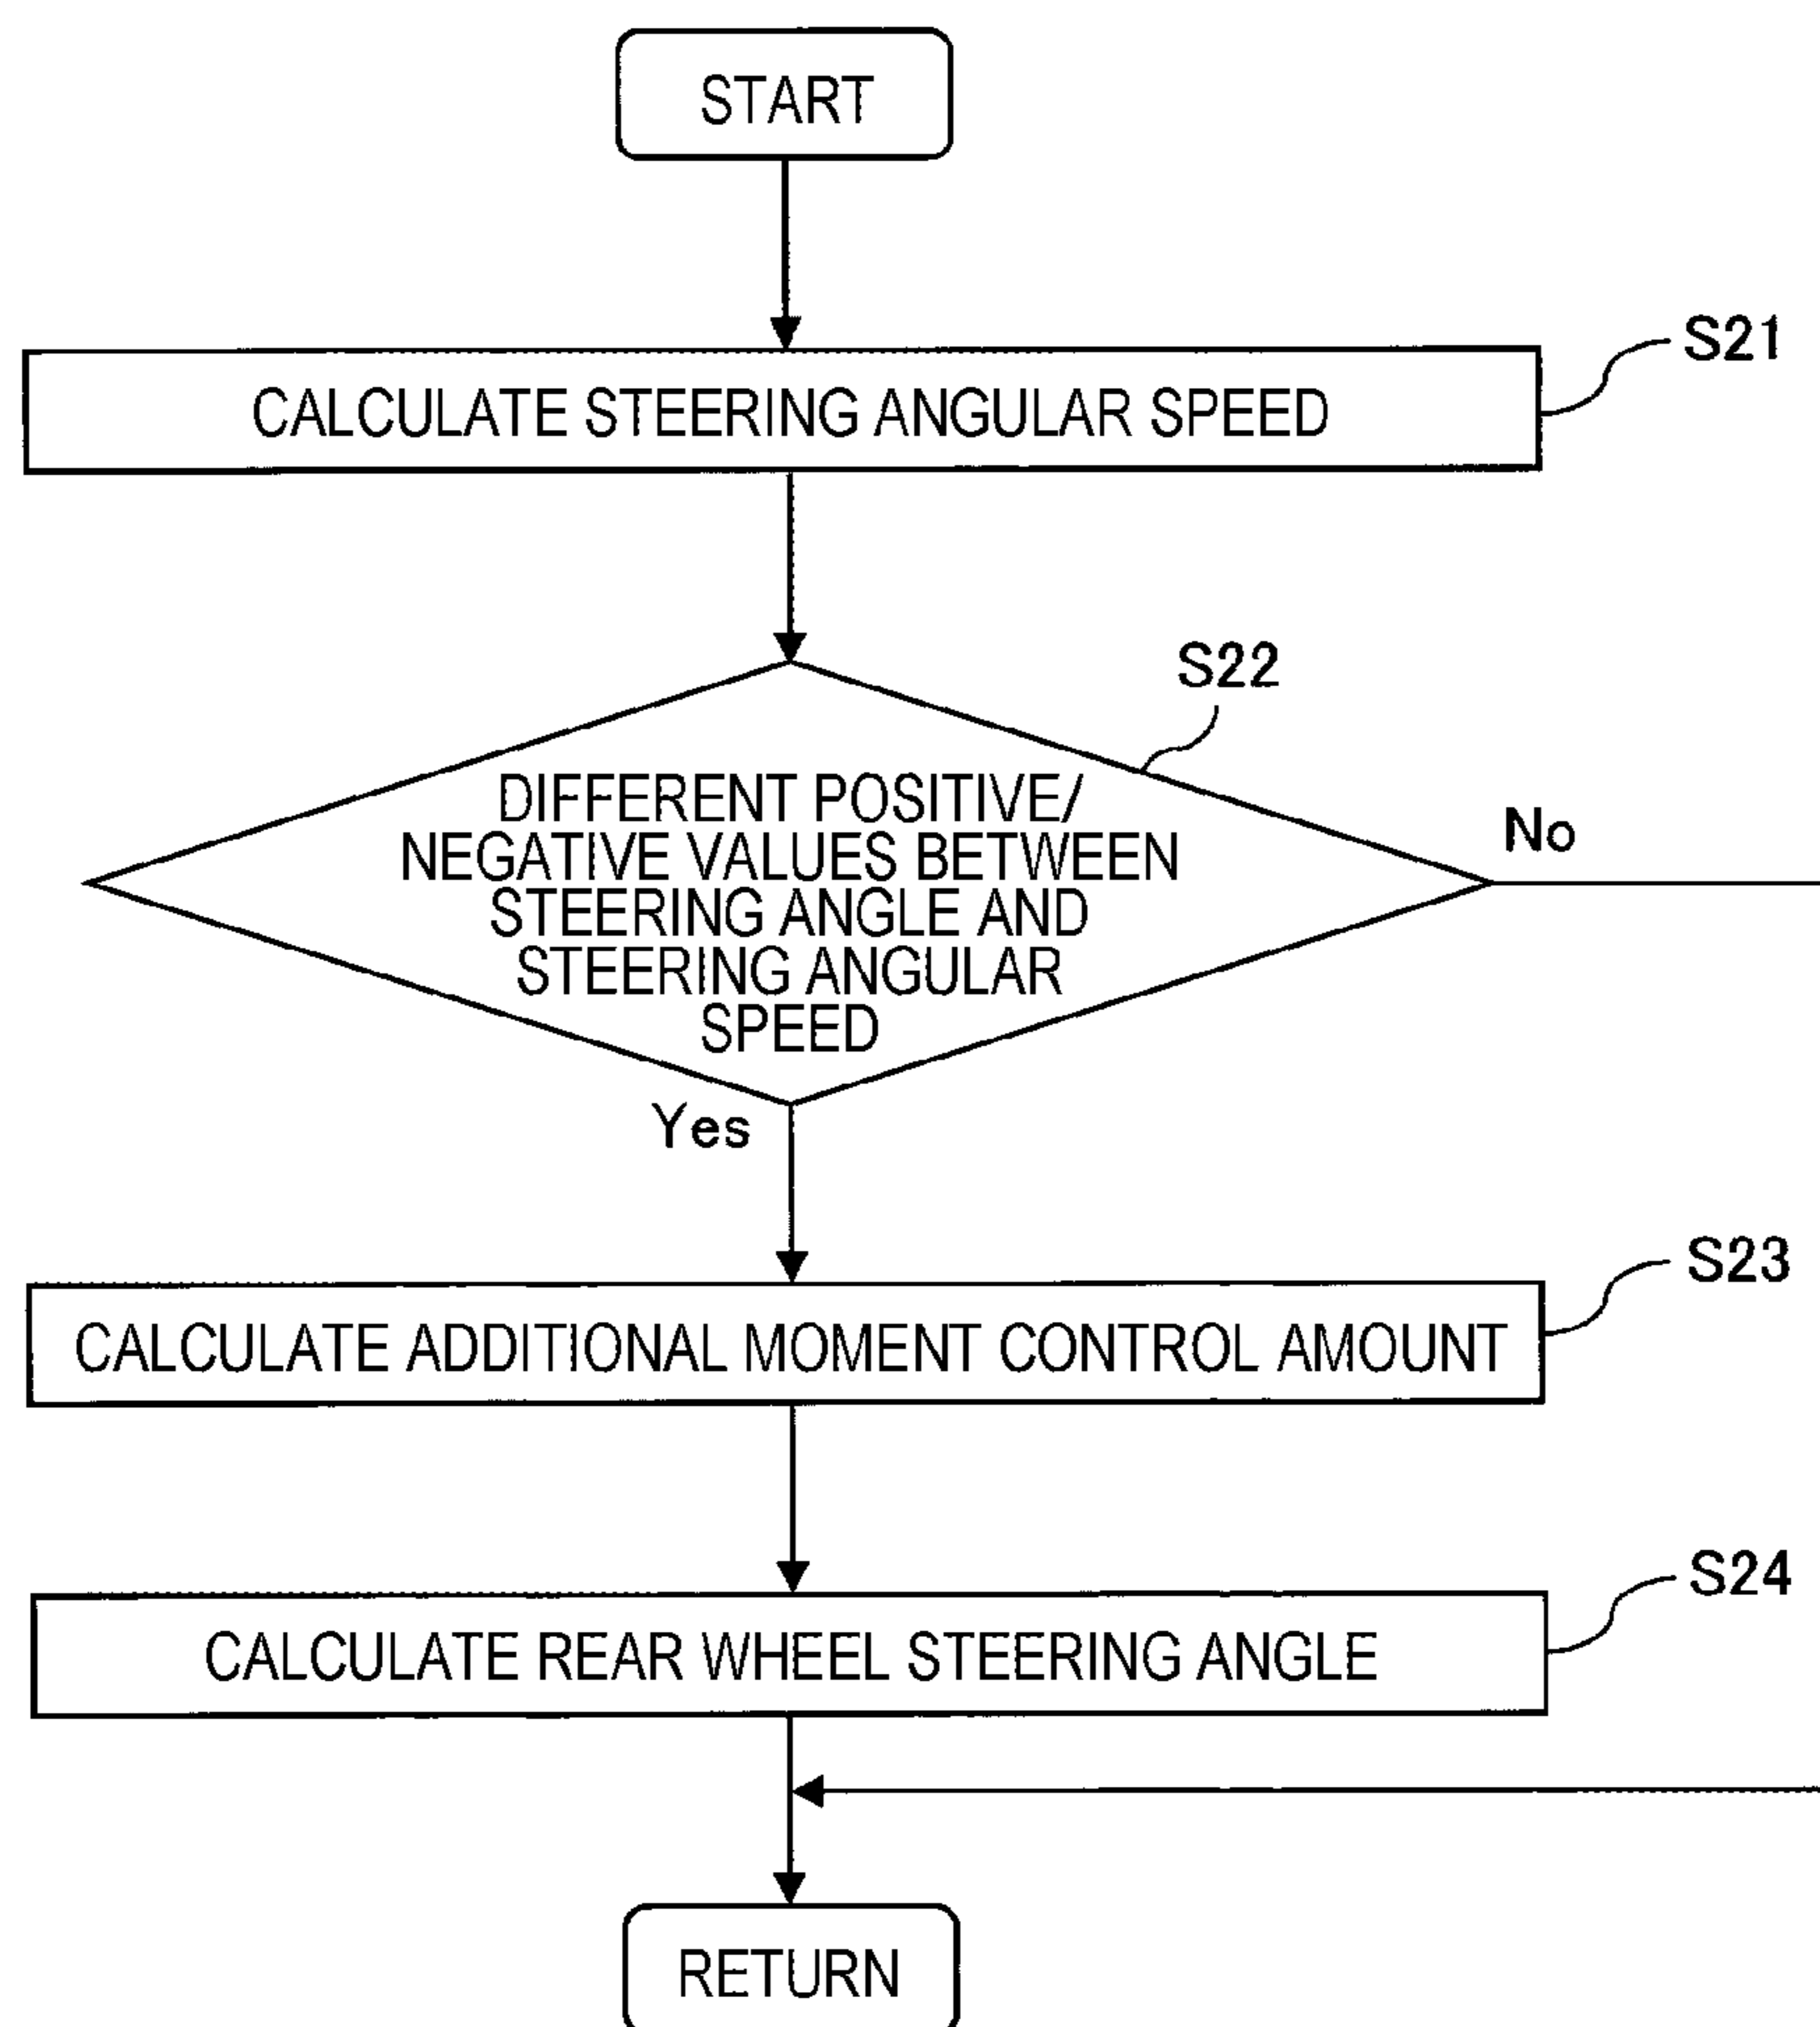 START
S21
CALCULATE STEERING ANGULAR SPEED
S22
DIFFERENT POSITIVE/
NEGATIVE VALUES BETWEEN
STEERING ANGLE AND
STEERING ANGULAR
SPEED
No
Yes
S23
CALCULATE ADDITIONAL MOMENT CONTROL AMOUNT
S24
CALCULATE REAR WHEEL STEERING ANGLE
RETURN